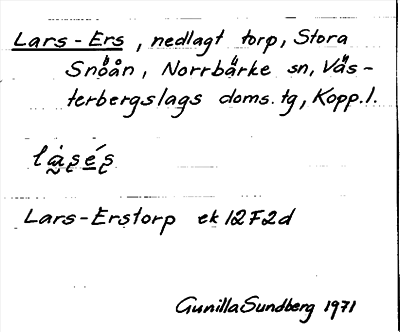 Lars-Ers, nedlagt torp, Stora
Snöån, Norrbärke sn, Väs-
terbergslags doms. tg, Kopp. l.
Lars-Erstorp ek 12F2d
Gunilla Sundberg 1971